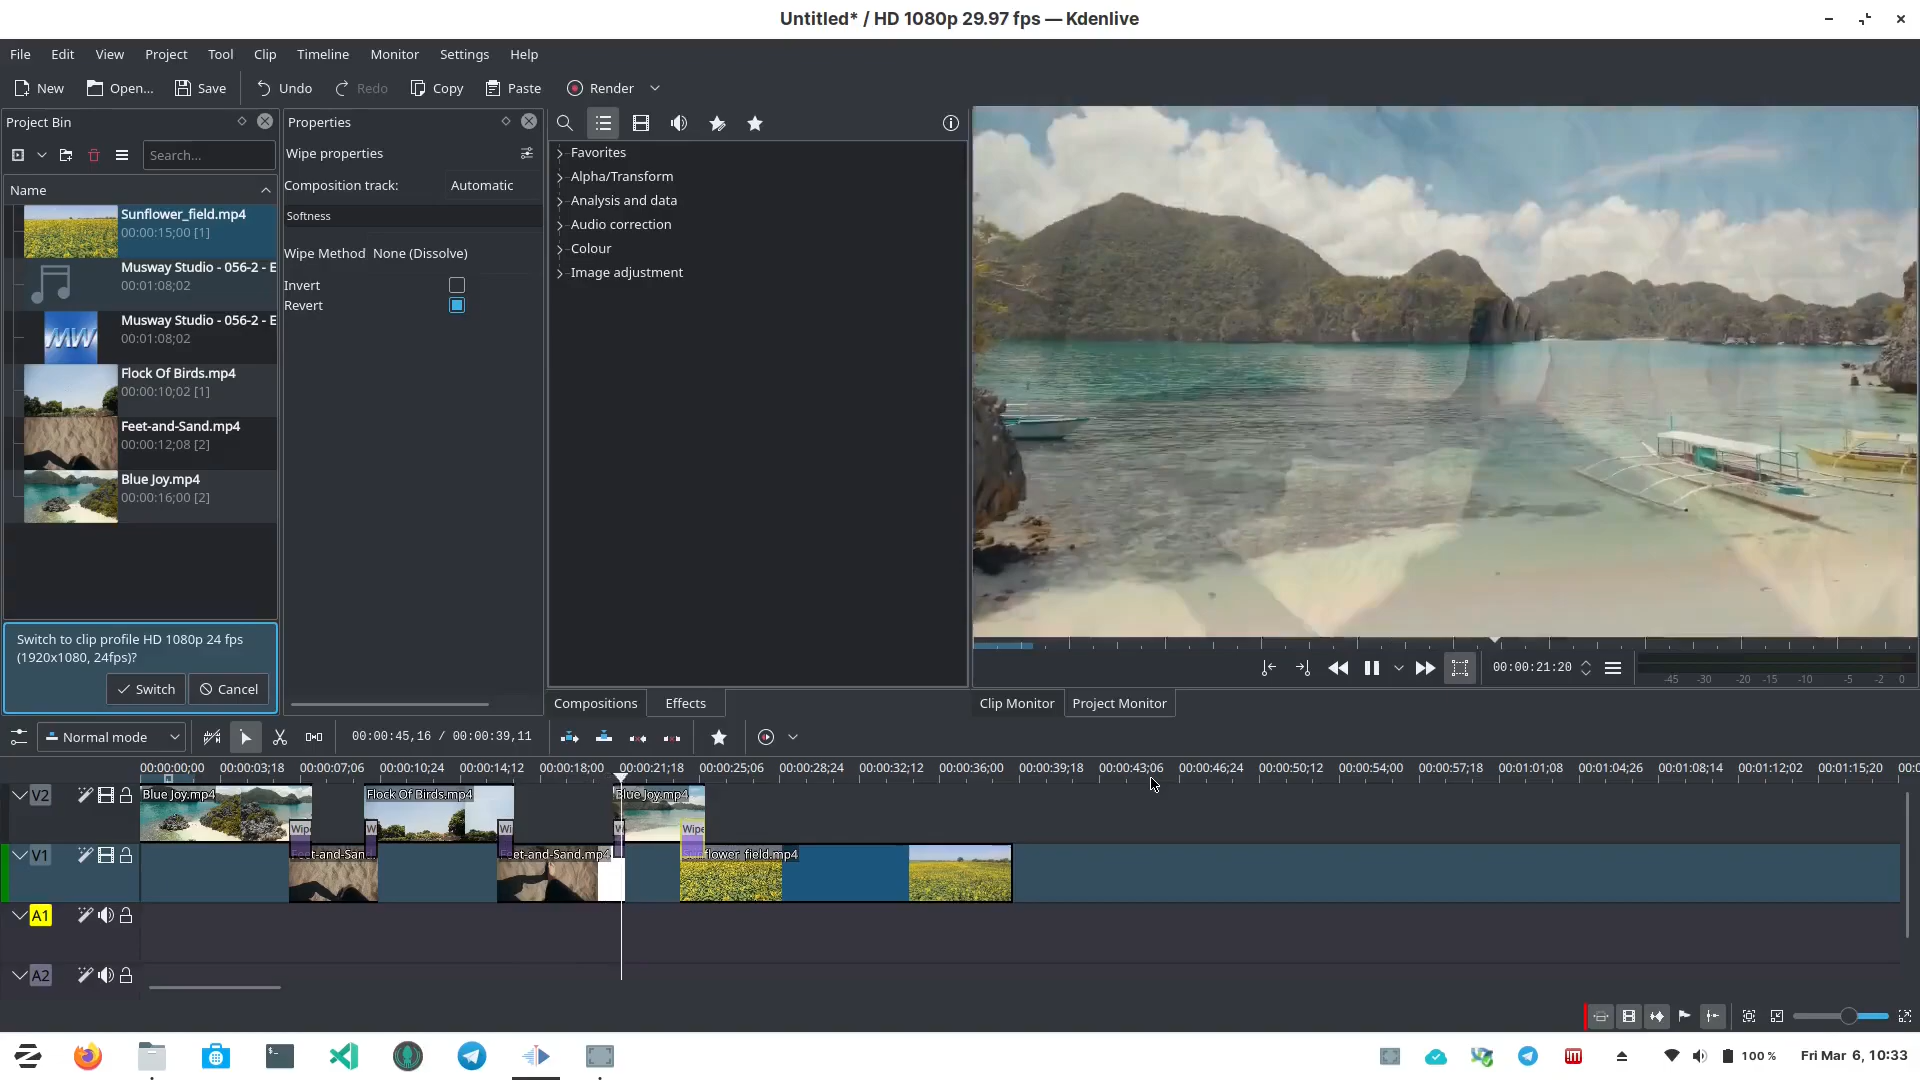 Untitled* / HD 1080p 29.97 fps — Kdenlive
File Edit View Project Tool Clip Timeline Monitor Settings Help
New Open... Save Undo Redo Copy Paste Render
Project Bin
Search...
Name
Sunflower_field.mp4
00:00:15;00 [1]
Musway Studio - 056-2 - E
00:01:08;02
MW
Musway Studio - 056-2 - E
00:01:08;02
Flock Of Birds.mp4
00:00:10;02 [1]
Feet-and-Sand.mp4
00:00:12;08 [2]
Blue Joy.mp4
00:00:16;00 [2]
Switch to clip profile HD 1080p 24 fps
(1920x1080, 24fps)?
Switch Cancel
Properties
Wipe properties
Composition track: Automatic
Softness
Wipe Method None (Dissolve)
Invert
Revert
Favorites
Alpha/Transform
Analysis and data
Audio correction
Colour
Image adjustment
Compositions Effects
00:00:21:20
-45 -30 -20 -15 -10 -5 -2 0
Clip Monitor Project Monitor
Normal mode 00:00:45,16 / 00:00:39,11
00:00:00;00 00:00:03;18 00:00:07;06 00:00:10;24 00:00:14;12 00:00:18;00 00:00:21;18 00:00:25;06 00:00:28;24 00:00:32;12 00:00:36;00 00:00:39;18 00:00:43;06 00:00:46;24 00:00:50;12 00:00:54;00 00:00:57;18 00:01:01;08 00:01:04;26 00:01:08;14 00:01:12;02 00:01:15;20 00:0
V2 Blue Joy.mp4 Flock Of Birds.mp4 Blue Joy.mp4
Wipe W Wi W Wipe
V1 Feet-and-Sand. Feet-and-Sand.mp4 Sunflower_field.mp4
A1
A2
100 % Fri Mar 6, 10:33